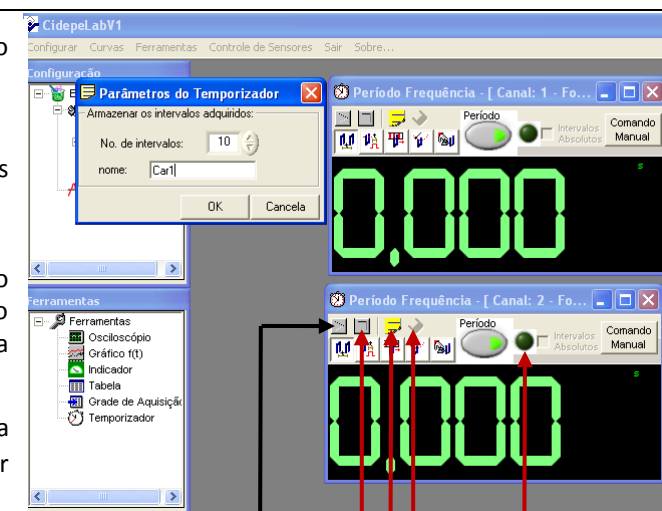 CidepeLabV1
Configurar Curvas Ferramentas Controle de Sensores Sair Sobre...
Configuração
Parâmetros do Temporizador
Armazenar os intervalos adquiridos:
No. de intervalos: 10
nome: Car1
OK Cancela
Período Frequência - [ Canal: 1 - Fo...
Período
Intervalos
Absolutos
Comando
Manual
s
0,000
Ferramentas
Ferramentas
Osciloscópio
Gráfico f(t)
Indicador
Tabela
Grade de Aquisiçã
Temporizador
Período Frequência - [ Canal: 2 - Fo...
Período
Intervalos
Absolutos
Comando
Manual
s
0,000